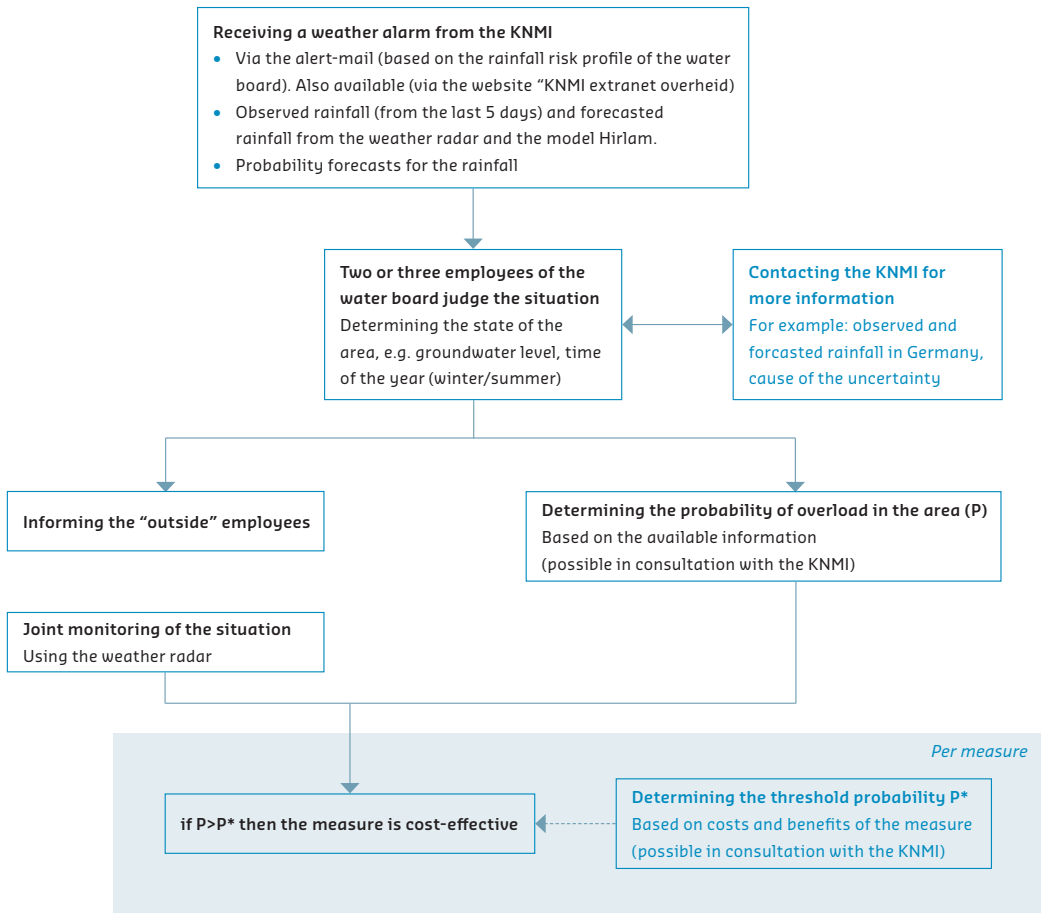 Receiving a weather alarm from the KNMI
• Via the alert-mail (based on the rainfall risk profile of the water
board). Also available (via the website “KNMI extranet overheid)
• Observed rainfall (from the last 5 days) and forecasted
rainfall from the weather radar and the model Hirlam.
• Probability forecasts for the rainfall
Two or three employees of the
water board judge the situation
Determining the state of the
area, e.g. groundwater level, time
of the year (winter/summer)
Contacting the KNMI for
more information
For example: observed and
forcasted rainfall in Germany,
cause of the uncertainty
Informing the “outside” employees
Determining the probability of overload in the area (P)
Based on the available information
(possible in consultation with the KNMI)
Joint monitoring of the situation
Using the weather radar
Per measure
if P>P* then the measure is cost-effective
Determining the threshold probability P*
Based on costs and benefits of the measure
(possible in consultation with the KNMI)